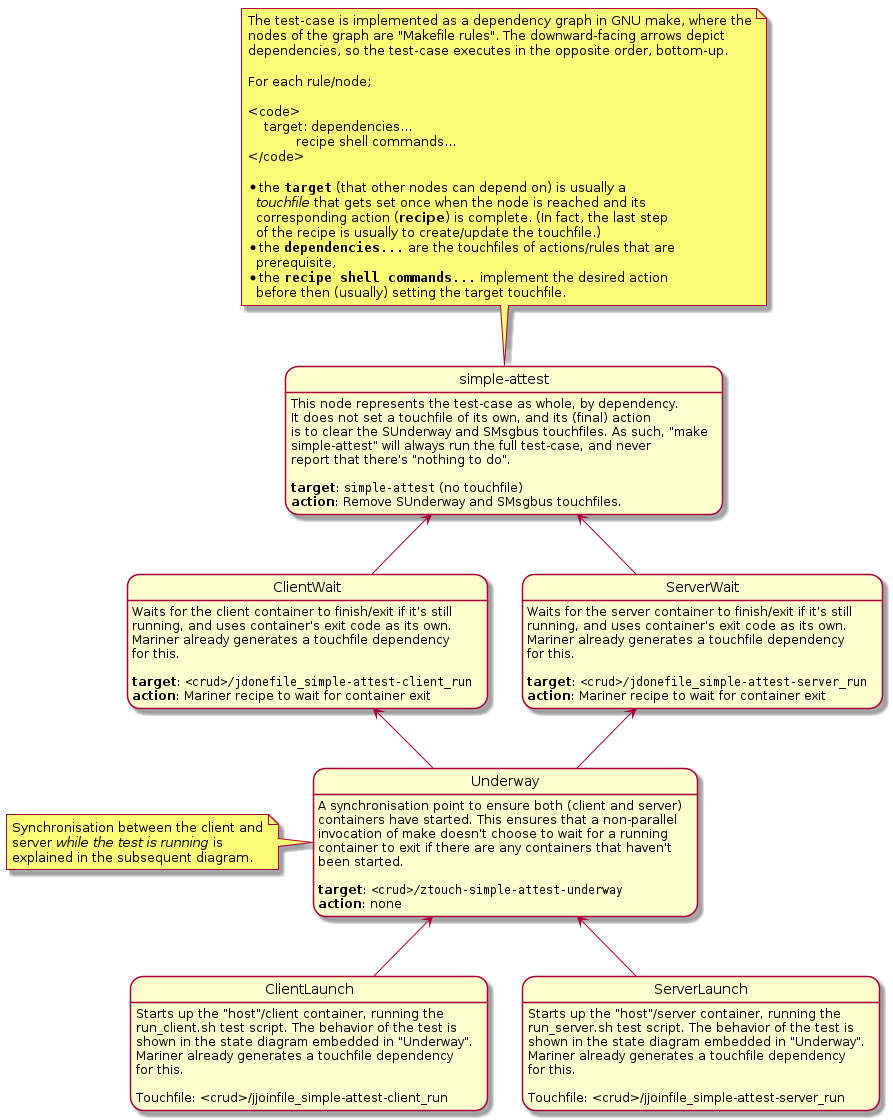 The test-case is implemented as a dependency graph in GNU make, where the
nodes of the graph are "Makefile rules". The downward-facing arrows depict
dependencies, so the test-case executes in the opposite order, bottom-up.
For each rule/node;
<code>
target: dependencies...
recipe shell commands...
</code>
• the target (that other nodes can depend on) is usually a
touchfile that gets set once when the node is reached and its
corresponding action (recipe) is complete. (In fact, the last step
of the recipe is usually to create/update the touchfile.)
• the dependencies... are the touchfiles of actions/rules that are
prerequisite,
• the recipe shell commands... implement the desired action
before then (usually) setting the target touchfile.
simple-attest
This node represents the test-case as whole, by dependency.
It does not set a touchfile of its own, and its (final) action
is to clear the SUnderway and SMsgbus touchfiles. As such, "make
simple-attest" will always run the full test-case, and never
report that there's "nothing to do".
target: simple-attest (no touchfile)
action: Remove SUnderway and SMsgbus touchfiles.
ClientWait
Waits for the client container to finish/exit if it's still
running, and uses container's exit code as its own.
Mariner already generates a touchfile dependency
for this.
target: <crud>/jdonefile_simple-attest-client_run
action: Mariner recipe to wait for container exit
ServerWait
Waits for the server container to finish/exit if it's still
running, and uses container's exit code as its own.
Mariner already generates a touchfile dependency
for this.
target: <crud>/jdonefile_simple-attest-server_run
action: Mariner recipe to wait for container exit
Underway
A synchronisation point to ensure both (client and server)
containers have started. This ensures that a non-parallel
invocation of make doesn't choose to wait for a running
container to exit if there are any containers that haven't
been started.
target: <crud>/ztouch-simple-attest-underway
action: none
Synchronisation between the client and
server while the test is running is
explained in the subsequent diagram.
ClientLaunch
Starts up the "host"/client container, running the
run_client.sh test script. The behavior of the test is
shown in the state diagram embedded in "Underway".
Mariner already generates a touchfile dependency
for this.
Touchfile: <crud>/jjoinfile_simple-attest-client_run
ServerLaunch
Starts up the "host"/server container, running the
run_server.sh test script. The behavior of the test is
shown in the state diagram embedded in "Underway".
Mariner already generates a touchfile dependency
for this.
Touchfile: <crud>/jjoinfile_simple-attest-server_run